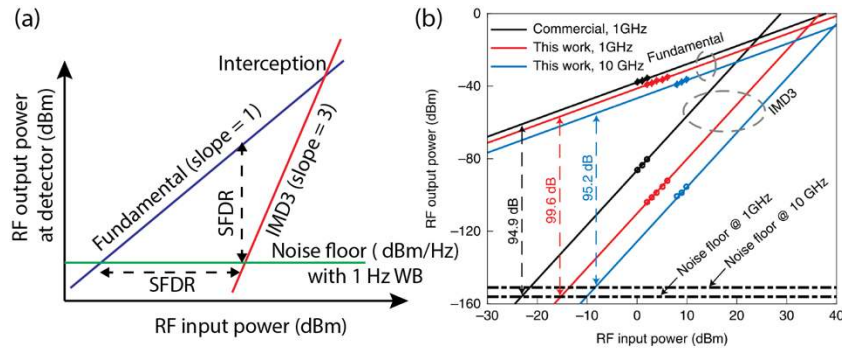 (a)
Interception
RF output power
at detector (dBm)
Fundamental (slope = 1)
SFDR
IMD3 (slope = 3)
Noise floor ( dBm/Hz)
with 1 Hz WB
SFDR
RF input power (dBm)
(b)
Commercial, 1GHz
This work, 1GHz
This work, 10 GHz
Fundamental
IMD3
94.9 dB
99.6 dB
95.2 dB
Noise floor @ 1GHz
Noise floor @ 10 GHz
RF output power (dBm)
0
−40
−80
−120
−160
−30 −20 −10 0 10 20 30 40
RF input power (dBm)